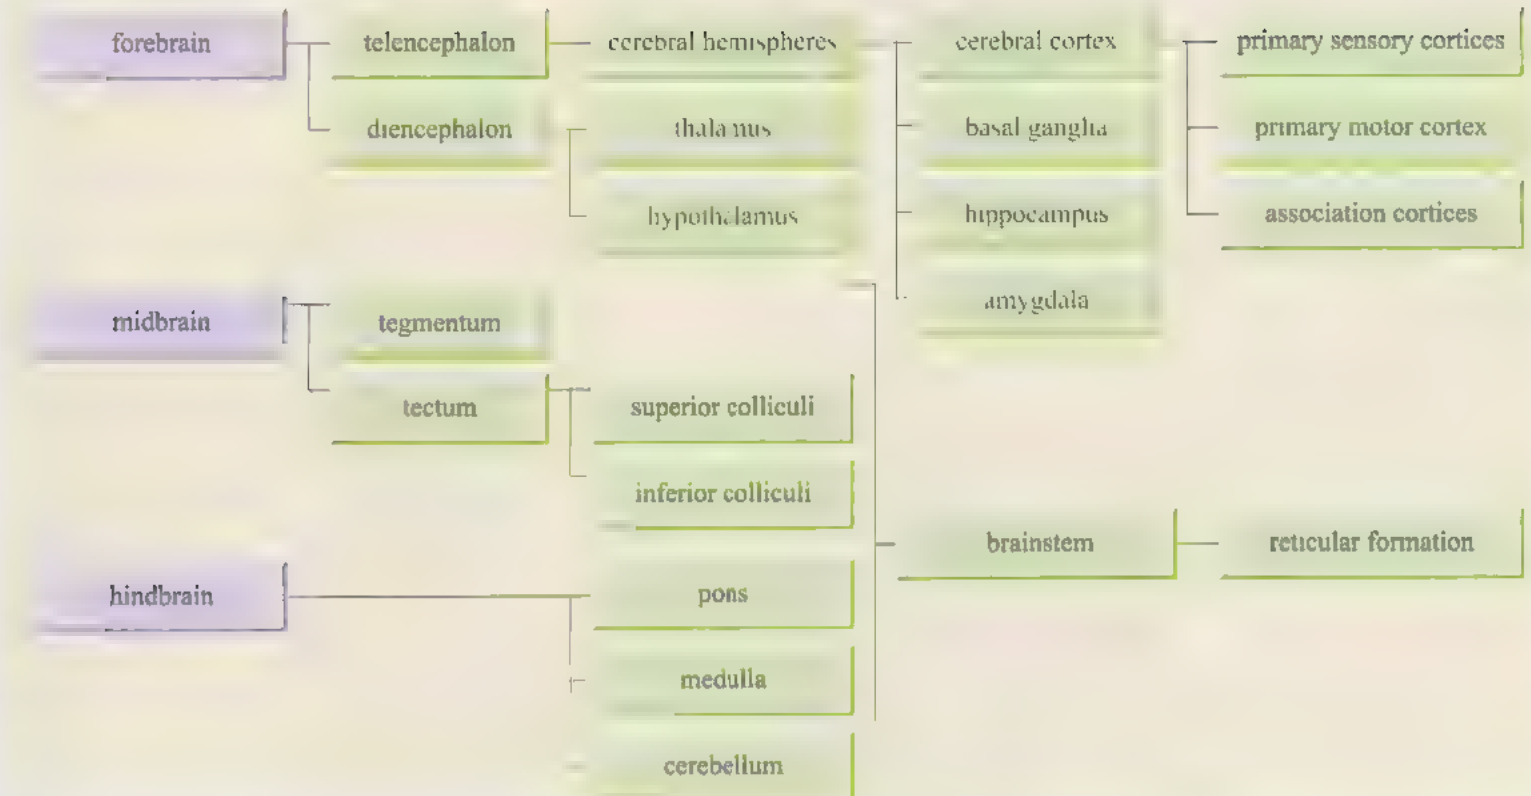 forebrain
telencephalon
cerebral hemispheres
cerebral cortex
primary sensory cortices
diencephalon
thalamus
basal ganglia
primary motor cortex
hypothalamus
hippocampus
association cortices
amygdala
midbrain
tegmentum
tectum
superior colliculi
inferior colliculi
brainstem
reticular formation
hindbrain
pons
medulla
cerebellum